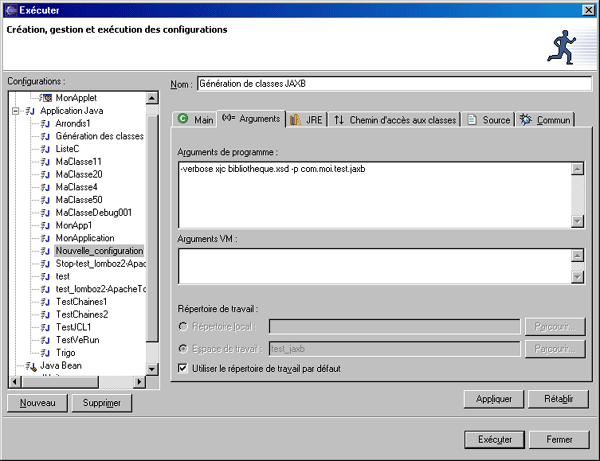 Exécuter
Création, gestion et exécution des configurations
Configurations :
MonApplet
Application Java
Arrondis1
Génération des classes
ListeC
MaClasse11
MaClasse20
MaClasse4
MaClasse50
MaClasseDebug001
MonApp1
MonApplication
Nouvelle_configuration
Stop-test_lomboz2-Apac
test
test_lomboz2-ApacheTo
TestChaines1
TestChaines2
TestJCL1
TestVeRun
Trigo
Java Bean
Nouveau
Supprimer
Nom : Génération de classes JAXB
Main
(x)= Arguments
JRE
Chemin d'accès aux classes
Source
Commun
Arguments de programme :
-verbose xjc bibliotheque.xsd -p com.moi.test.jaxb
Arguments VM :
Répertoire de travail :
Répertoire local :
Parcourir...
Espace de travail : test_jaxb
Parcourir...
Utiliser le répertoire de travail par défaut
Appliquer
Rétablir
Exécuter
Fermer